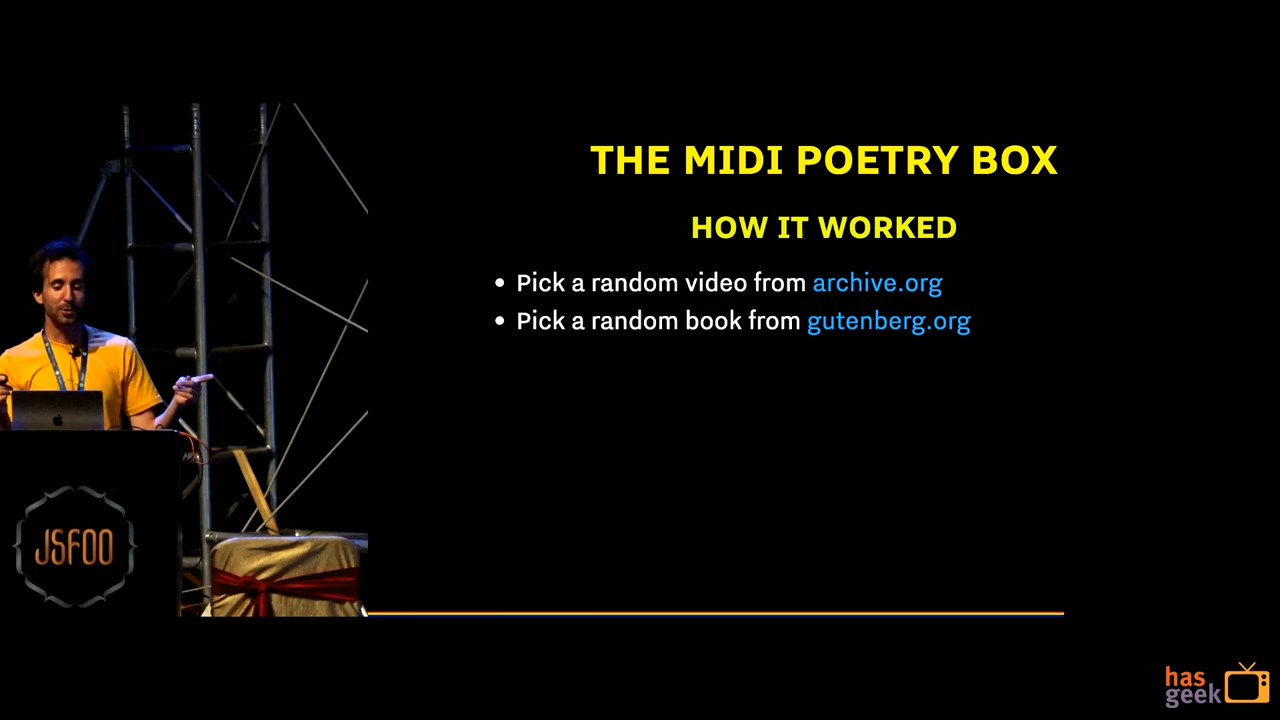 THE MIDI POETRY BOX
HOW IT WORKED
Pick a random video from archive.org
Pick a random book from gutenberg.org
JSFOO
has
geek